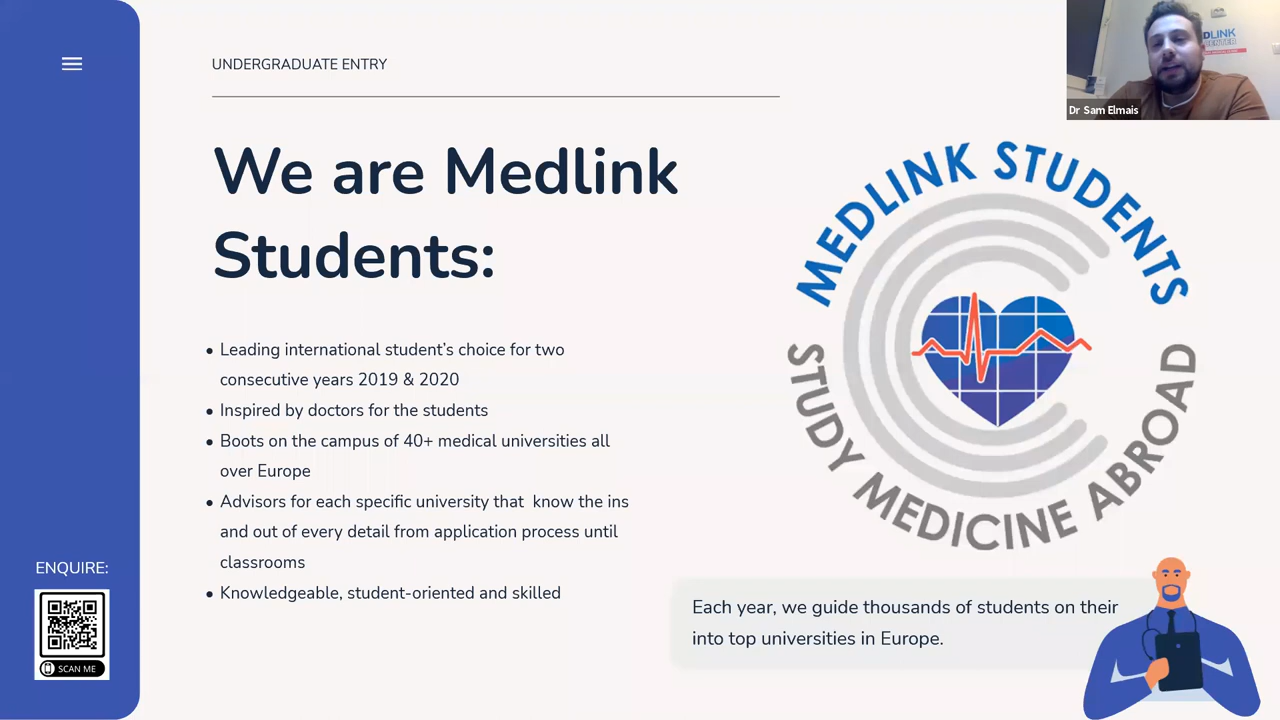 UNDERGRADUATE ENTRY
We are Medlink
Students:
• Leading international student's choice for two
consecutive years 2019 & 2020
• Inspired by doctors for the students
• Boots on the campus of 40+ medical universities all
over Europe
• Advisors for each specific university that  know the ins
and out of every detail from application process until
classrooms
• Knowledgeable, student-oriented and skilled
ENQUIRE:
SCAN ME
Dr Sam Elmais
MEDLINK STUDENTS
STUDY MEDICINE ABROAD
Each year, we guide thousands of students on their
into top universities in Europe.